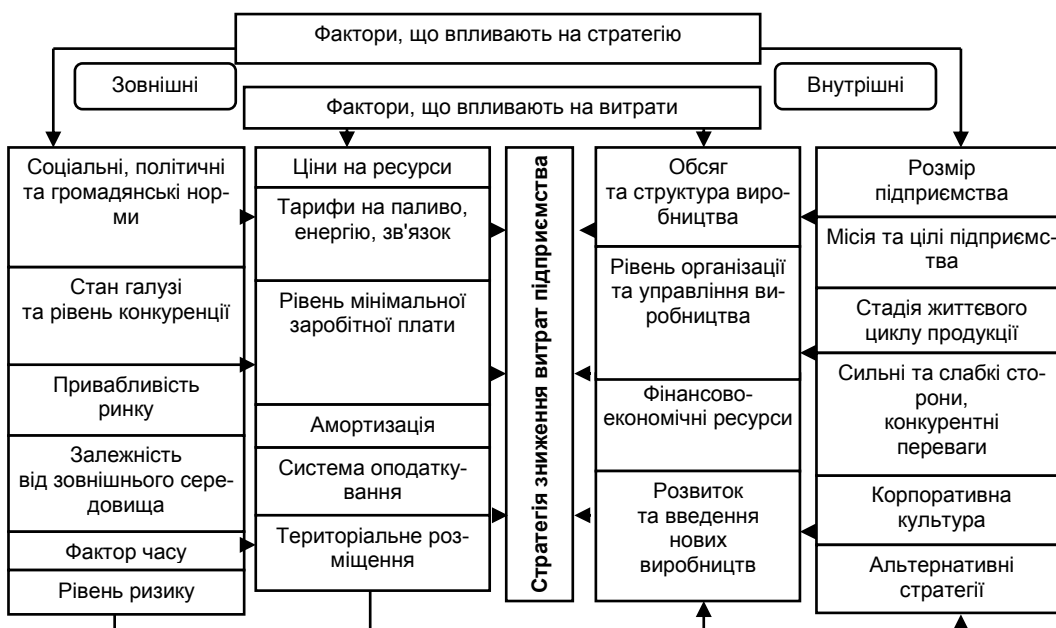 Фактори, що впливають на стратегію
Зовнішні
Внутрішні
Фактори, що впливають на витрати
Соціальні, політичні
та громадянські нор-
ми
Стан галузі
та рівень конкуренції
Привабливість
ринку
Залежність
від зовнішнього сере-
довища
Фактор часу
Рівень ризику
Ціни на ресурси
Тарифи на паливо,
енергію, зв'язок
Рівень мінімальної
заробітної плати
Амортизація
Система оподатку-
вання
Територіальне роз-
міщення
Стратегія зниження витрат підприємства
Обсяг
та структура виро-
бництва
Рівень організації
та управління ви-
робництва
Фінансово-
економічні ресурси
Розвиток
та введення
нових
виробництв
Розмір
підприємства
Місія та цілі підприємс-
тва
Стадія життєвого
циклу продукції
Сильні та слабкі сто-
рони,
конкурентні
переваги
Корпоративна
культура
Альтернативні
стратегії